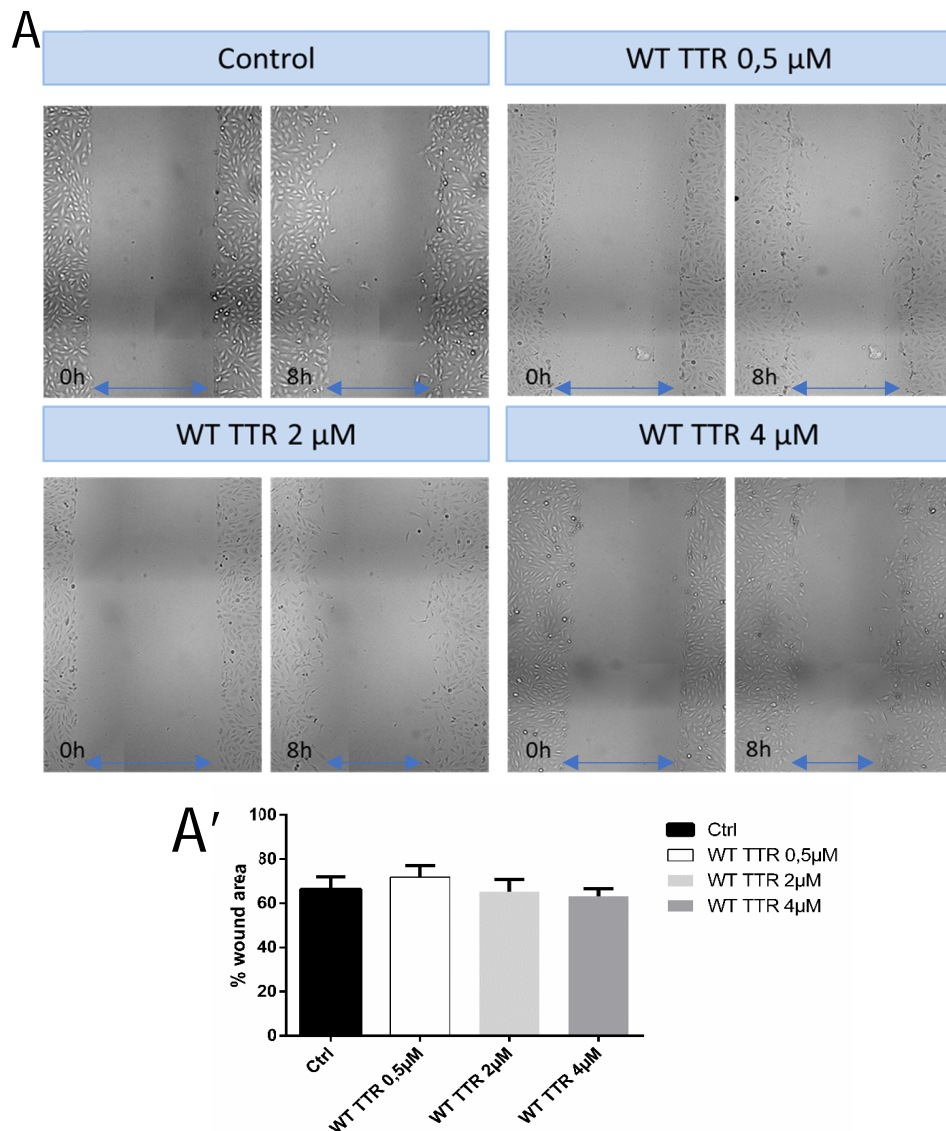 A
Control
WT TTR 0,5 µM
0h
8h
0h
8h
WT TTR 2 µM
WT TTR 4 µM
0h
8h
0h
8h
A'
% wound area
100
80
60
40
20
0
Ctrl
WT TTR 0,5µM
WT TTR 2µM
WT TTR 4µM
Ctrl
WT TTR 0,5µM
WT TTR 2µM
WT TTR 4µM